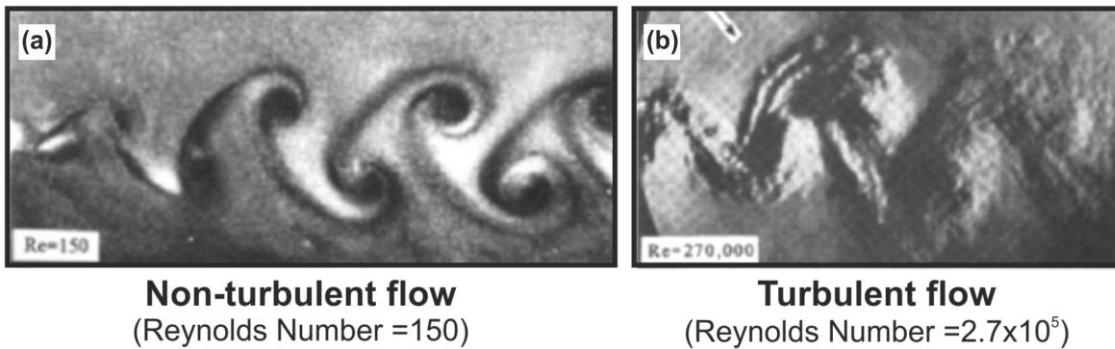 (a)
Re=150
(b)
Re=270,000
Non-turbulent flow
(Reynolds Number =150)
Turbulent flow
(Reynolds Number =2.7x10⁵)